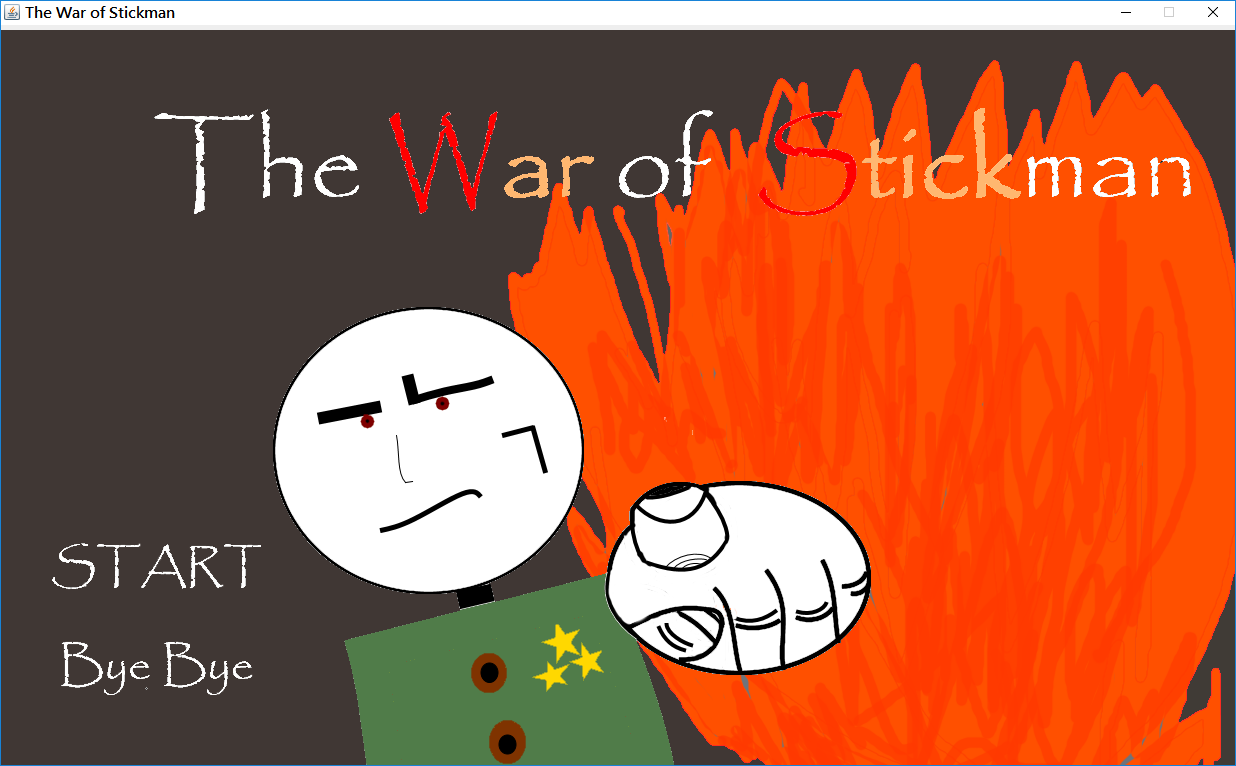 The War of Stickman
The War of Stickman
START
Bye Bye